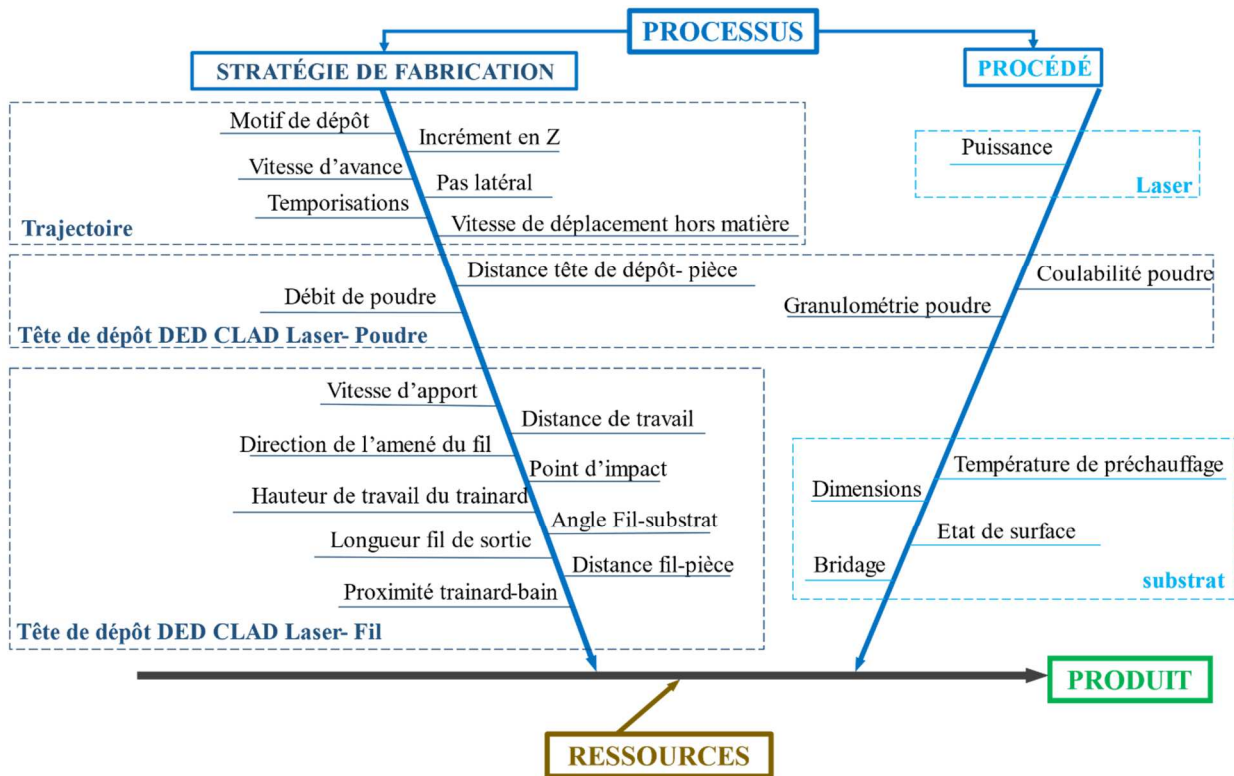 PROCESSUS
STRATÉGIE DE FABRICATION
PROCÉDÉ
Motif de dépôt
Incrément en Z
Vitesse d’avance
Pas latéral
Temporisations
Vitesse de déplacement hors matière
Trajectoire
Puissance
Laser
Distance tête de dépôt- pièce
Débit de poudre
Coulabilité poudre
Granulométrie poudre
Tête de dépôt DED CLAD Laser- Poudre
Vitesse d’apport
Distance de travail
Direction de l’amené du fil
Point d’impact
Hauteur de travail du trainard
Angle Fil-substrat
Longueur fil de sortie
Distance fil-pièce
Proximité trainard-bain
Tête de dépôt DED CLAD Laser- Fil
Température de préchauffage
Dimensions
Etat de surface
Bridage
substrat
PRODUIT
RESSOURCES